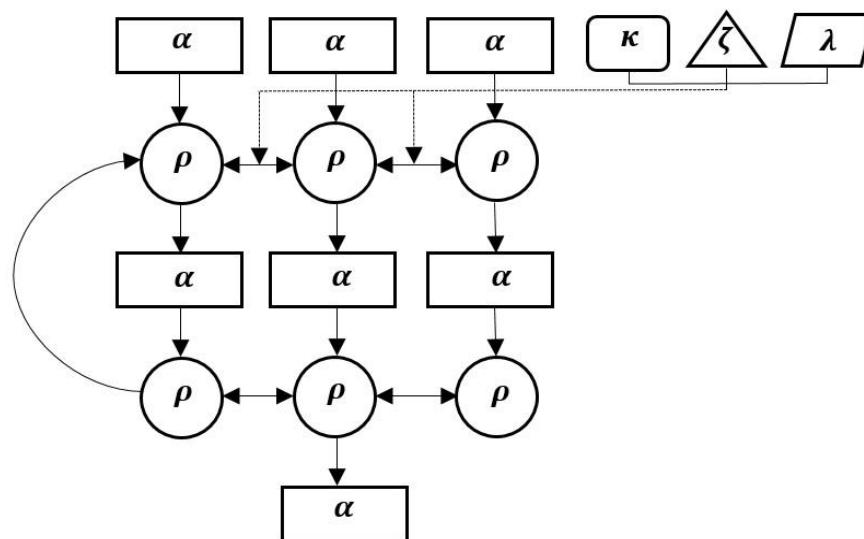 α α α κ ζ λ
ρ ρ ρ
α α α
ρ ρ ρ
α